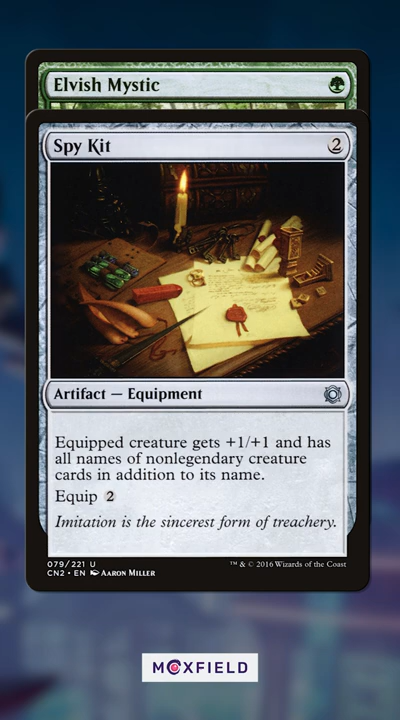 Elvish Mystic
Spy Kit 2
Artifact — Equipment
Equipped creature gets +1/+1 and has
all names of nonlegendary creature
cards in addition to its name.
Equip 2
Imitation is the sincerest form of treachery.
079/221 U
CN2 • EN Aaron Miller
™ & © 2016 Wizards of the Coast
MOXFIELD